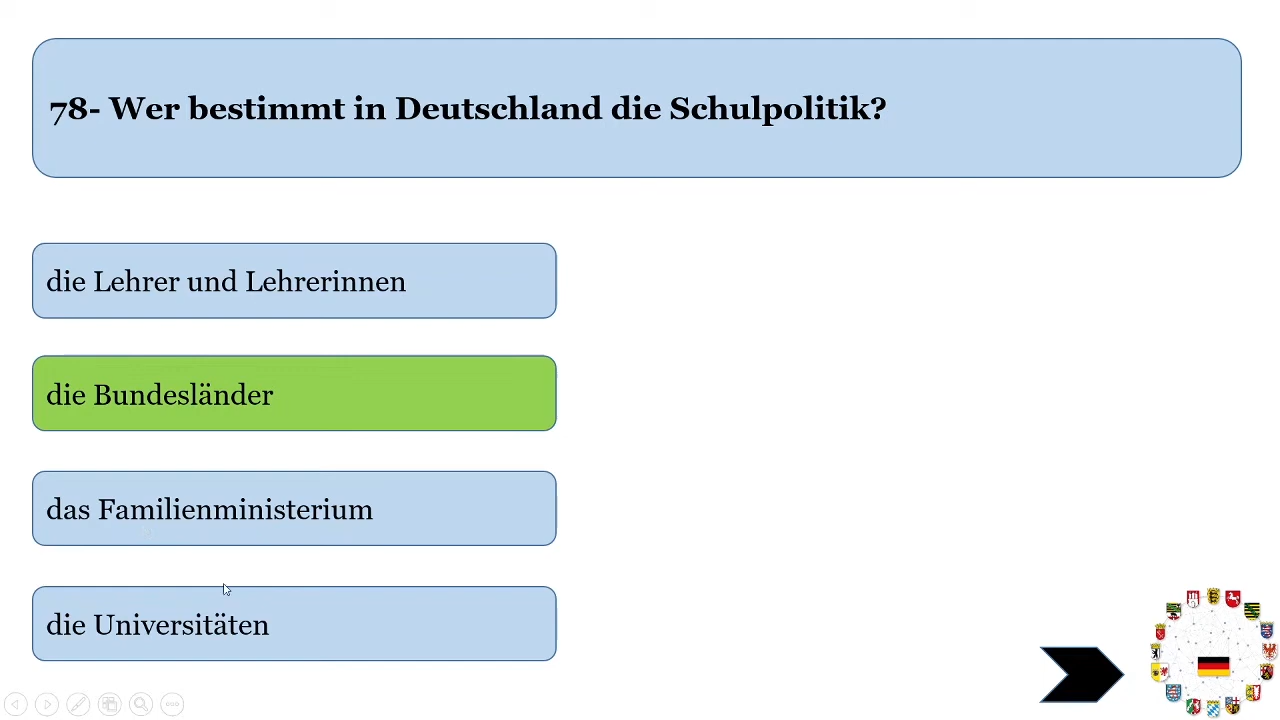 78- Wer bestimmt in Deutschland die Schulpolitik?
die Lehrer und Lehrerinnen
die Bundesländer
das Familienministerium
die Universitäten